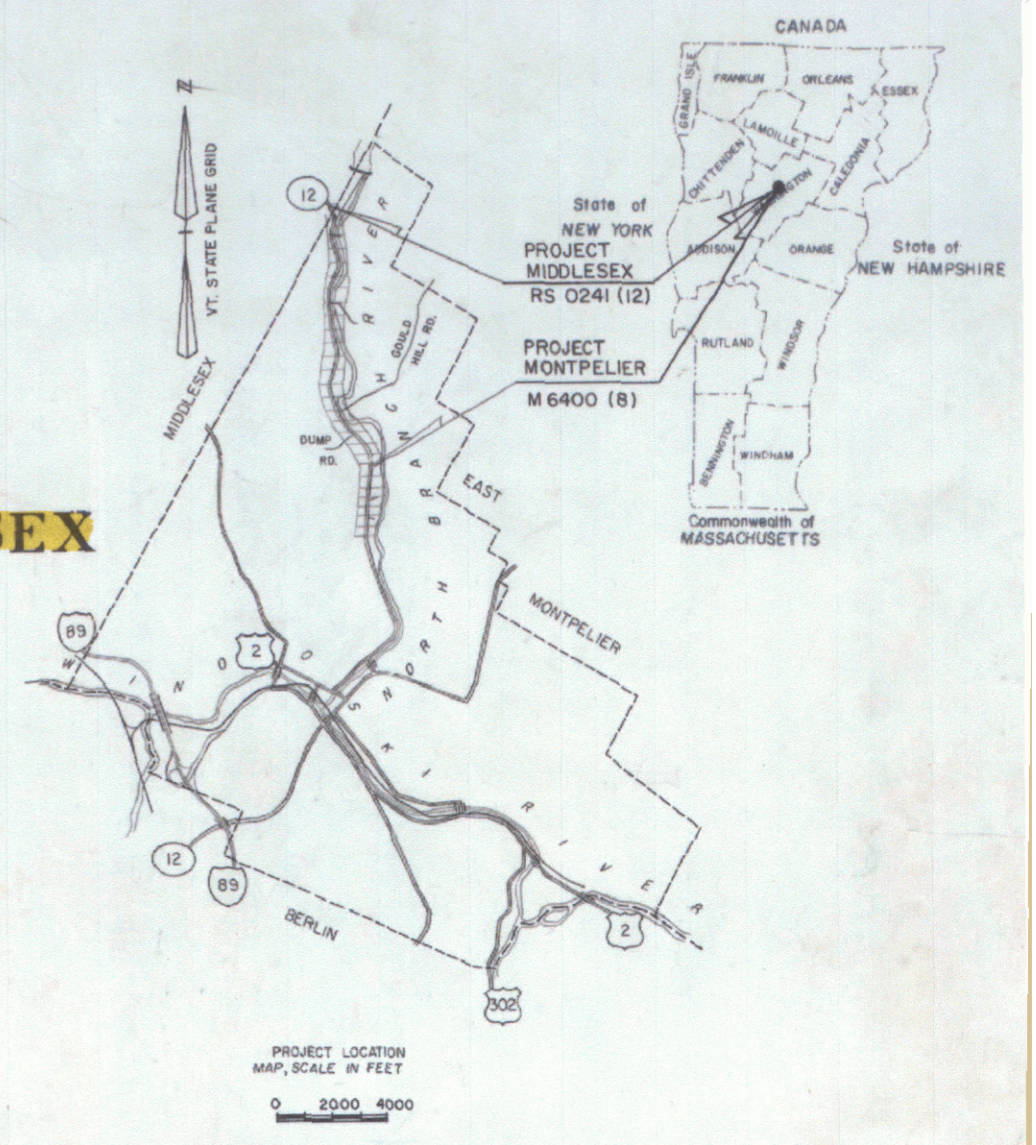 CANADA
GRAND ISLE
FRANKLIN
ORLEANS
ESSEX
LAMOILLE
CHITTENDEN
CALEDONIA
NGTON
ADDISON
ORANGE
State of
NEW YORK
State of
NEW HAMPSHIRE
RUTLAND
WINDSOR
BENNINGTON
WINDHAM
Commonwealth of
MASSACHUSETTS
N
VT. STATE PLANE GRID
12
PROJECT
MIDDLESEX
RS 0241 (12)
PROJECT
MONTPELIER
M 6400 (8)
MIDDLESEX
GOULD
HILL RD.
DUMP
RD.
NORTH BRANCH RIVER
EAST
MONTPELIER
SEX
89
2
WINOOSKI RIVER
12
89
BERLIN
2
302
PROJECT LOCATION
MAP, SCALE IN FEET
0 2000 4000